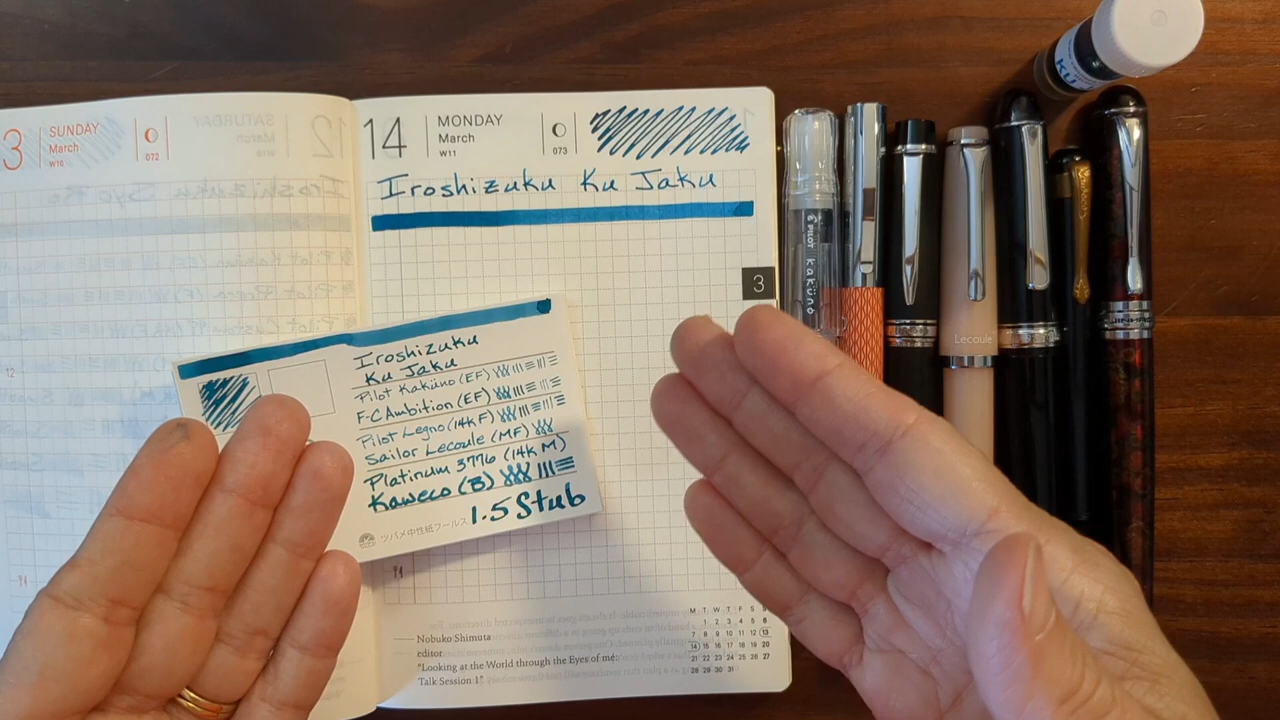 3
SUNDAY
March
W10
072
14
MONDAY
March
W11
073
Iroshizuku Ku Jaku
3
Iroshizuku
Ku Jaku
Pilot Kaküno (EF)
F-C Ambition (EF)
Pilot Legno (14k F)
Sailor Lecoule (MF)
Platinum 3776 (14k M)
Kaweco (B)
1.5 Stub
ツバメ中性紙フールス
12
Nobuko Shimuta
editor
"Looking at the World through the Eyes of me:
Talk Session 1"
M T W T F S S
1 2 3 4 5 6
7 8 9 10 11 12 13
14 15 16 17 18 19 20
21 22 23 24 25 26 27
28 29 30 31
PILOT kaküno
Lecoule
KU